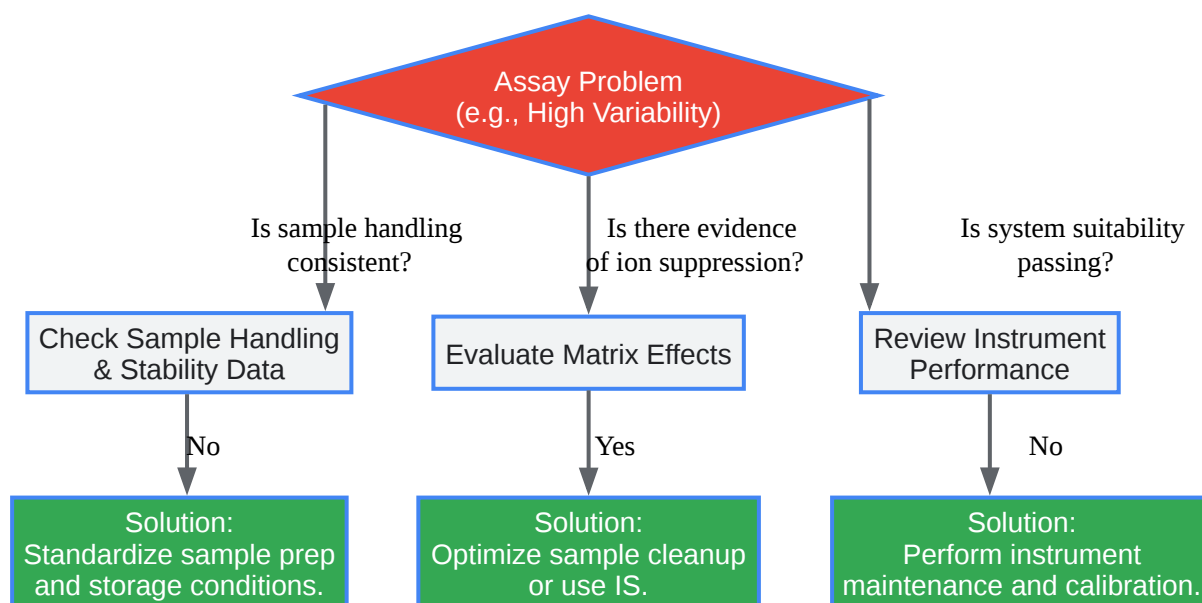 Assay Problem
(e.g., High Variability)
Is sample handling
consistent?
Is there evidence
of ion suppression?
Is system suitability
passing?
Check Sample Handling
& Stability Data
Evaluate Matrix Effects
Review Instrument
Performance
No
Yes
No
Solution:
Standardize sample prep
and storage conditions.
Solution:
Optimize sample cleanup
or use IS.
Solution:
Perform instrument
maintenance and calibration.